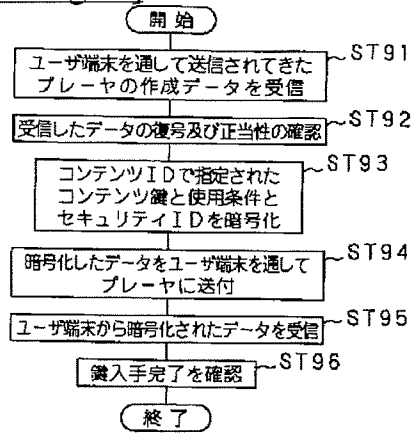 開始
ユーザ端末を通して送信されてきた
プレーヤの作成データを受信
ST91
受信したデータの復号及び正当性の確認
ST92
コンテンツIDで指定された
コンテンツ鍵と使用条件と
セキュリティIDを暗号化
ST93
暗号化したデータをユーザ端末を通して
プレーヤに送付
ST94
ユーザ端末から暗号化されたデータを受信
ST95
鍵入手完了を確認
ST96
終了